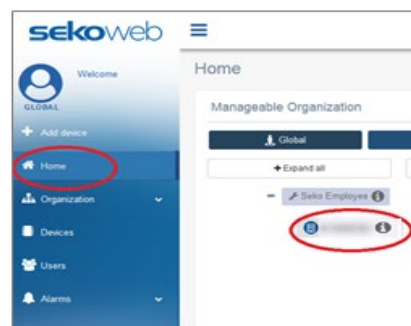 sekoweb
Welcome
GLOBAL
Add device
Home
Organization
Devices
Users
Alarms
Home
Manageable Organization
Global
+Expand all
Seko Employee